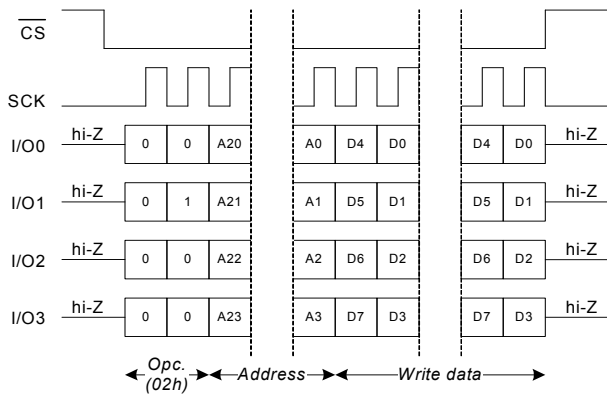 CS
SCK
I/O0 hi-Z 0 0 A20 A0 D4 D0 D4 D0 hi-Z
I/O1 hi-Z 0 1 A21 A1 D5 D1 D5 D1 hi-Z
I/O2 hi-Z 0 0 A22 A2 D6 D2 D6 D2 hi-Z
I/O3 hi-Z 0 0 A23 A3 D7 D3 D7 D3 hi-Z
Opc. Address Write data
(02h)